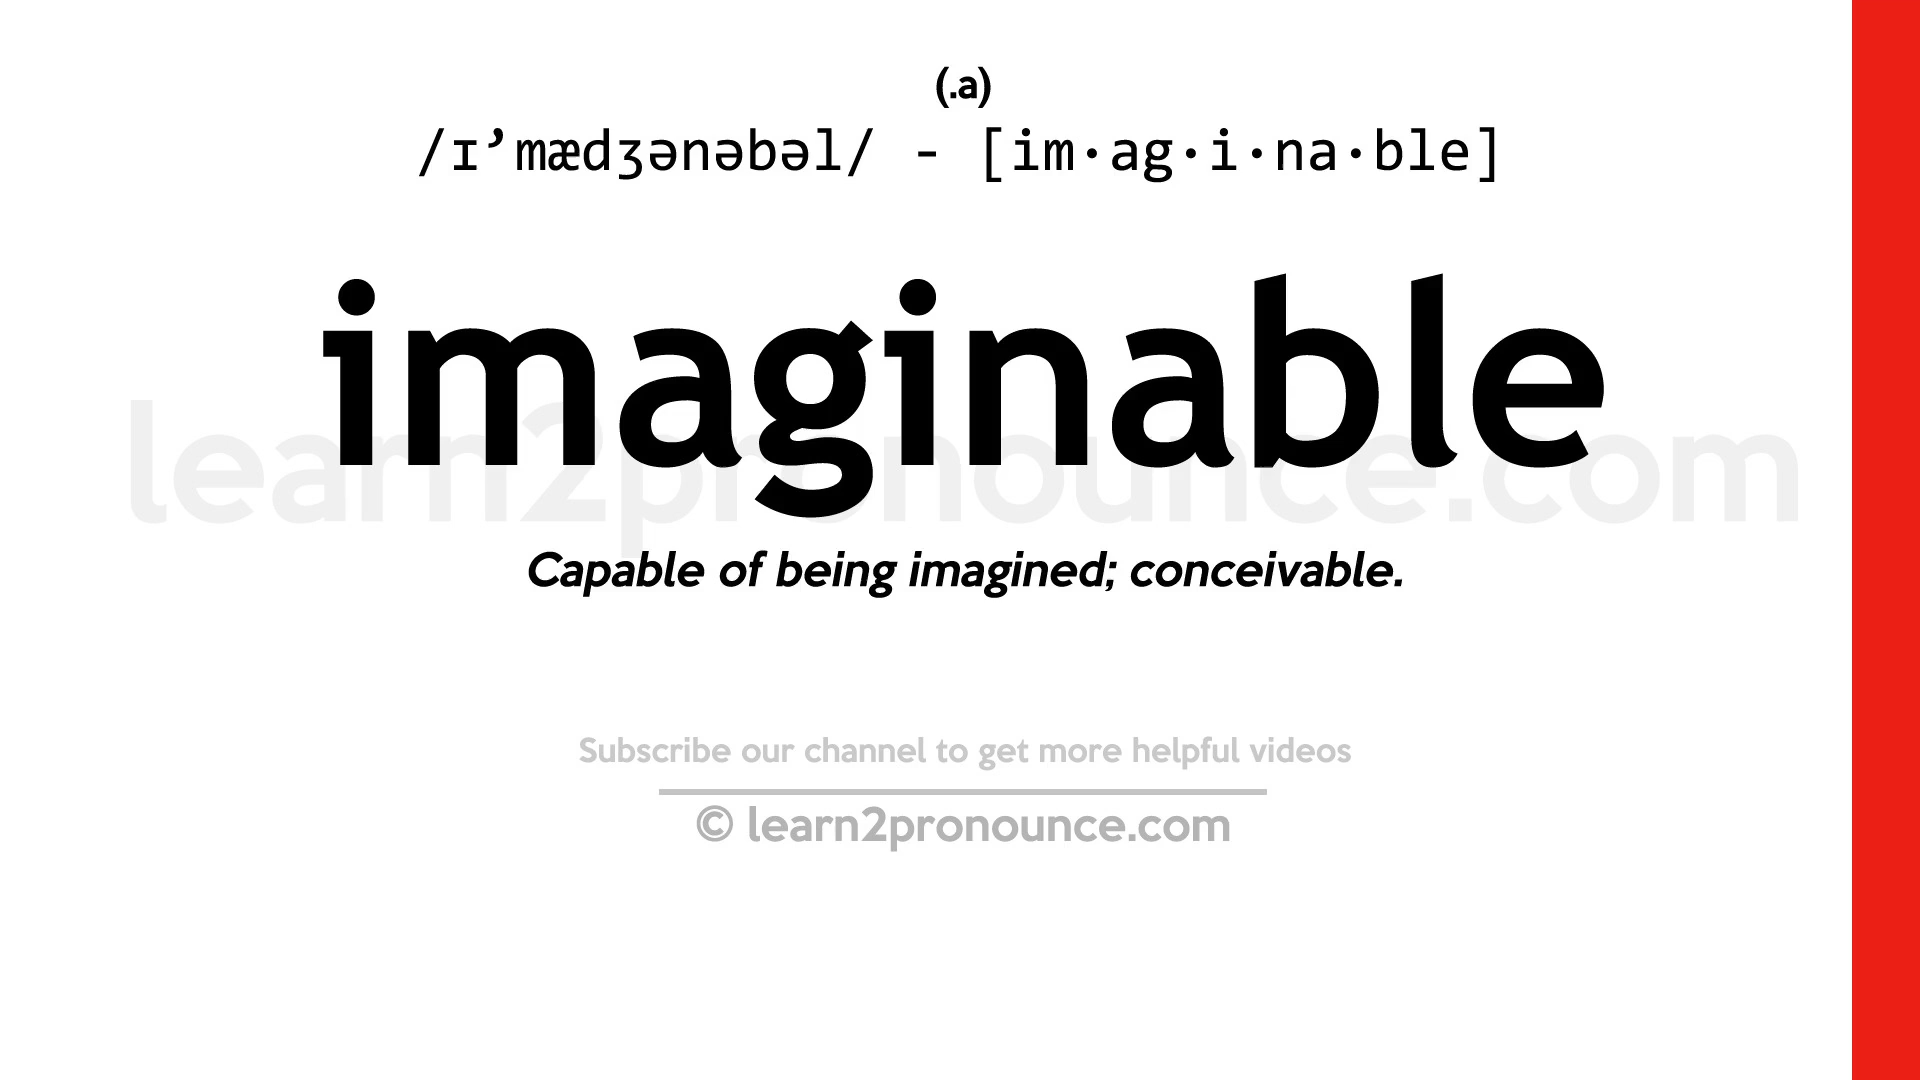 (.a)
/ɪ’mædʒənəbəl/ - [im·ag·i·na·ble]
imaginable
learn2pronounce.com
Capable of being imagined; conceivable.
Subscribe our channel to get more helpful videos
© learn2pronounce.com